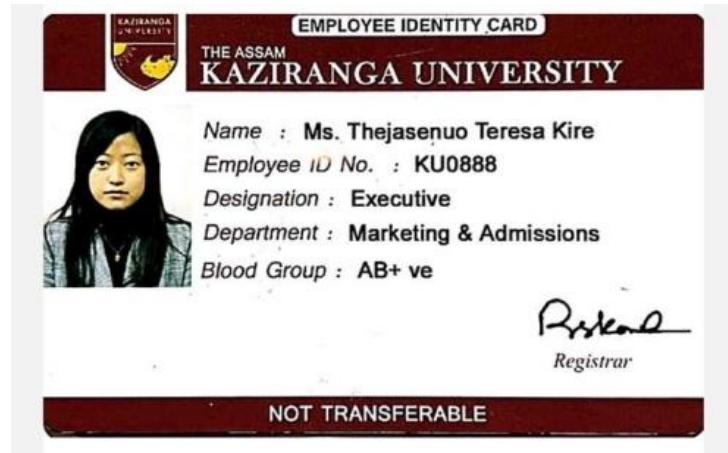 KAZIRANGA
UNIVERSITY
EMPLOYEE IDENTITY CARD
THE ASSAM
KAZIRANGA UNIVERSITY
Name : Ms. Thejasenuo Teresa Kire
Employee ID No. : KU0888
Designation : Executive
Department : Marketing & Admissions
Blood Group : AB+ ve
Registrar
NOT TRANSFERABLE